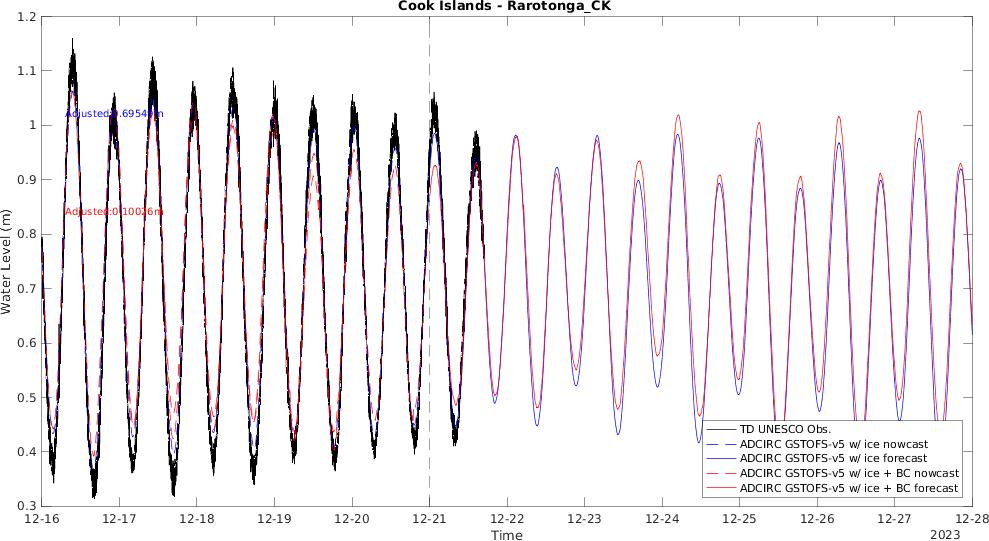 Cook Islands - Rarotonga_CK
1.2
1.1
1
0.9
0.8
0.7
0.6
0.5
0.4
0.3
Water Level (m)
Adjusted:0.69549m
Adjusted:0.10026m
TD UNESCO Obs.
ADCIRC GSTOFS-v5 w/ ice nowcast
ADCIRC GSTOFS-v5 w/ ice forecast
ADCIRC GSTOFS-v5 w/ ice + BC nowcast
ADCIRC GSTOFS-v5 w/ ice + BC forecast
12-16 12-17 12-18 12-19 12-20 12-21 12-22 12-23 12-24 12-25 12-26 12-27 12-28
Time
2023